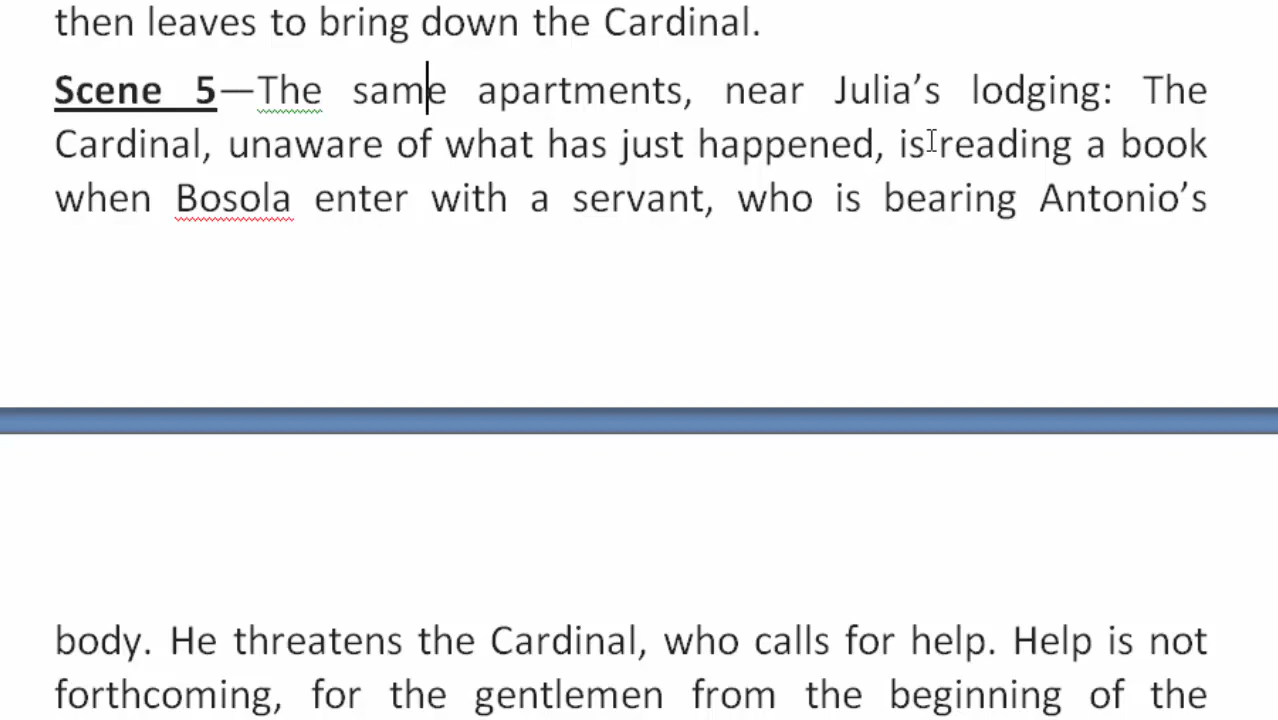 then leaves to bring down the Cardinal.
Scene 5—The same apartments, near Julia’s lodging: The
Cardinal, unaware of what has just happened, is reading a book
when Bosola enter with a servant, who is bearing Antonio’s
body. He threatens the Cardinal, who calls for help. Help is not
forthcoming, for the gentlemen from the beginning of the